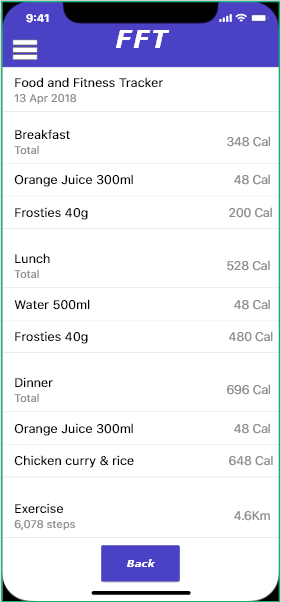 9:41
FFT
Food and Fitness Tracker
13 Apr 2018
Breakfast
348 Cal
Total
Orange Juice 300ml 48 Cal
Frosties 40g 200 Cal
Lunch
528 Cal
Total
Water 500ml 48 Cal
Frosties 40g 480 Cal
Dinner
696 Cal
Total
Orange Juice 300ml 48 Cal
Chicken curry & rice 648 Cal
Exercise
4.6Km
6,078 steps
Back